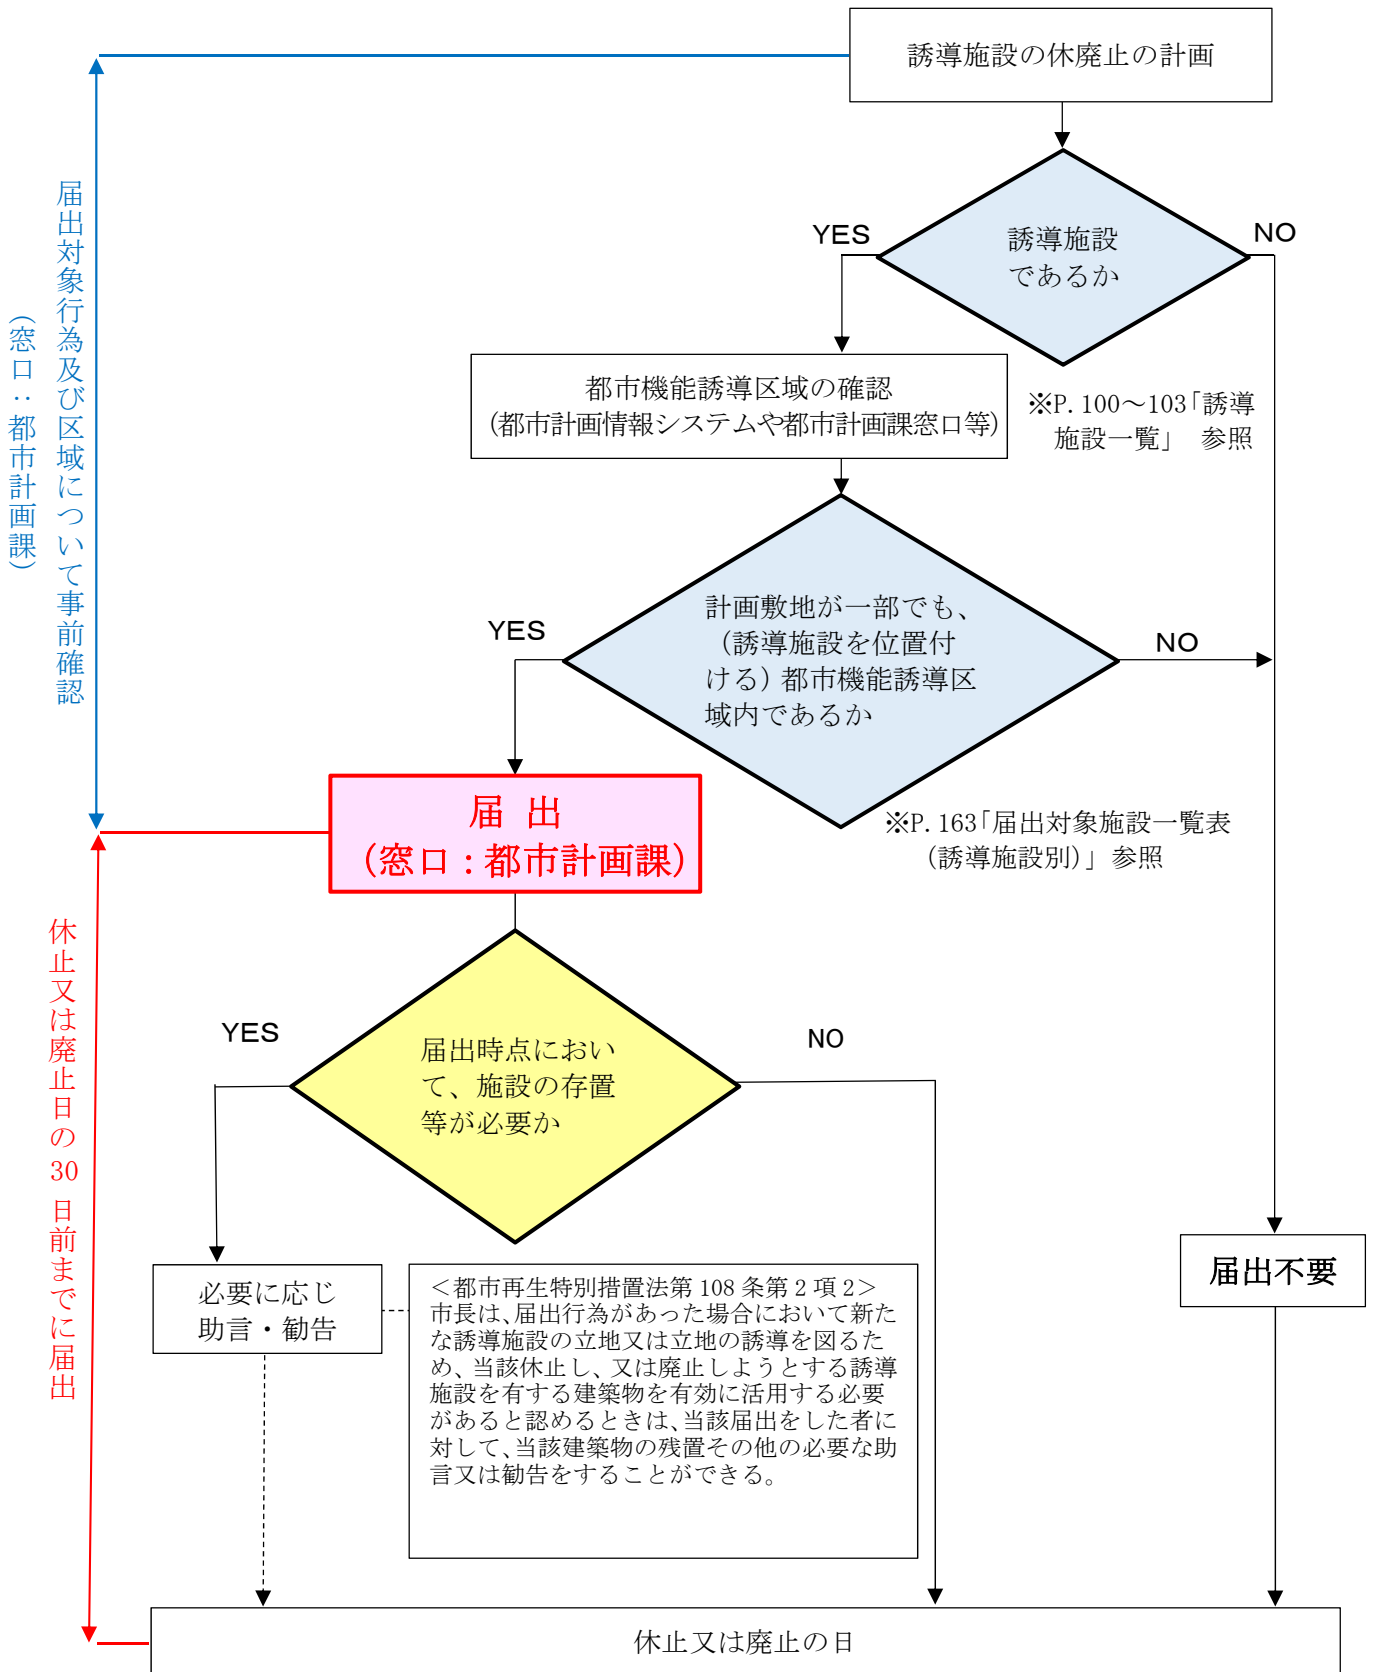 誘導施設の休廃止の計画
届出対象行為及び区域について事前確認
(窓口：都市計画課)
YES
誘導施設
であるか
NO
都市機能誘導区域の確認
(都市計画情報システムや都市計画課窓口等)
※P.100～103「誘導
施設一覧」 参照
YES
計画敷地が一部でも、
(誘導施設を位置付
ける)都市機能誘導区
域内であるか
NO
届 出
(窓口：都市計画課)
※P.163「届出対象施設一覧表
(誘導施設別)」参照
休止又は廃止日の 30 日前までに届出
YES
届出時点におい
て、施設の存置
等が必要か
NO
必要に応じ
助言・勧告
＜都市再生特別措置法第 108 条第 2 項 2＞
市長は、届出行為があった場合において新た
な誘導施設の立地又は立地の誘導を図るた
め、当該休止し、又は廃止しようとする誘導
施設を有する建築物を有効に活用する必要
があると認めるときは、当該届出をした者に
対して、当該建築物の残置その他の必要な助
言又は勧告をすることができる。
届出不要
休止又は廃止の日